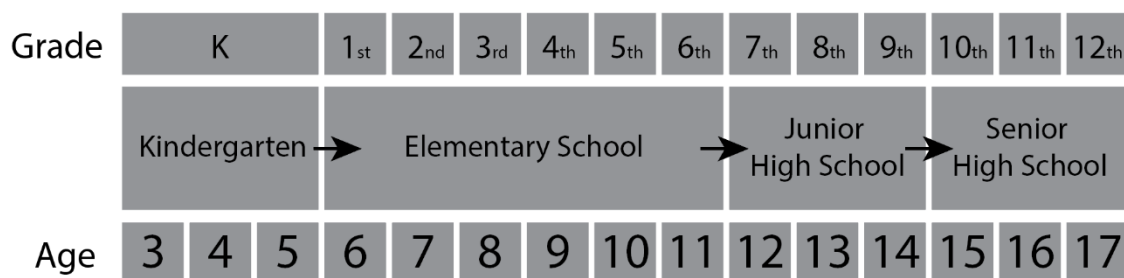 Grade K 1st 2nd 3rd 4th 5th 6th 7th 8th 9th 10th 11th 12th
Kindergarten Elementary School Junior High School Senior High School
Age 3 4 5 6 7 8 9 10 11 12 13 14 15 16 17